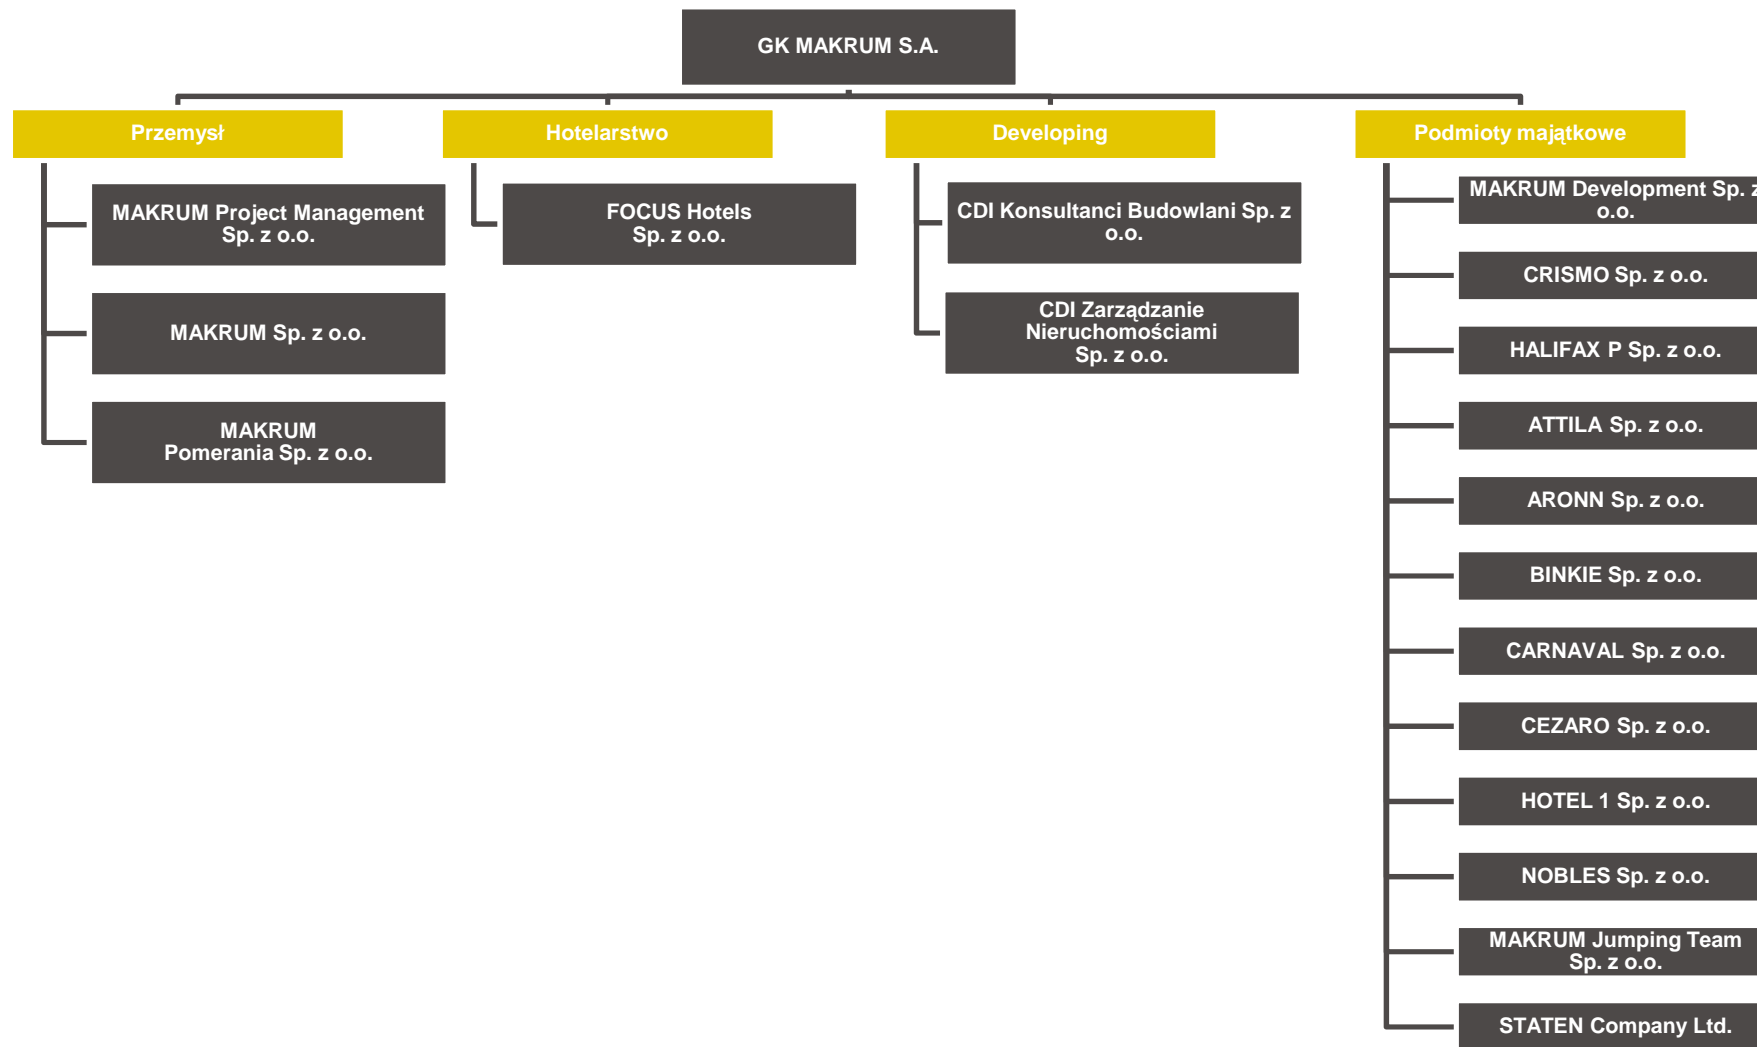 GK MAKRUM S.A.
Przemysł
MAKRUM Project Management
Sp. z o.o.
MAKRUM Sp. z o.o.
MAKRUM
Pomerania Sp. z o.o.
Hotelarstwo
FOCUS Hotels
Sp. z o.o.
Developing
CDI Konsultanci Budowlani Sp. z
o.o.
CDI Zarządzanie
Nieruchomościami
Sp. z o.o.
Podmioty majątkowe
MAKRUM Development Sp. z
o.o.
CRISMO Sp. z o.o.
HALIFAX P Sp. z o.o.
ATTILA Sp. z o.o.
ARONN Sp. z o.o.
BINKIE Sp. z o.o.
CARNAVAL Sp. z o.o.
CEZARO Sp. z o.o.
HOTEL 1 Sp. z o.o.
NOBLES Sp. z o.o.
MAKRUM Jumping Team
Sp. z o.o.
STATEN Company Ltd.